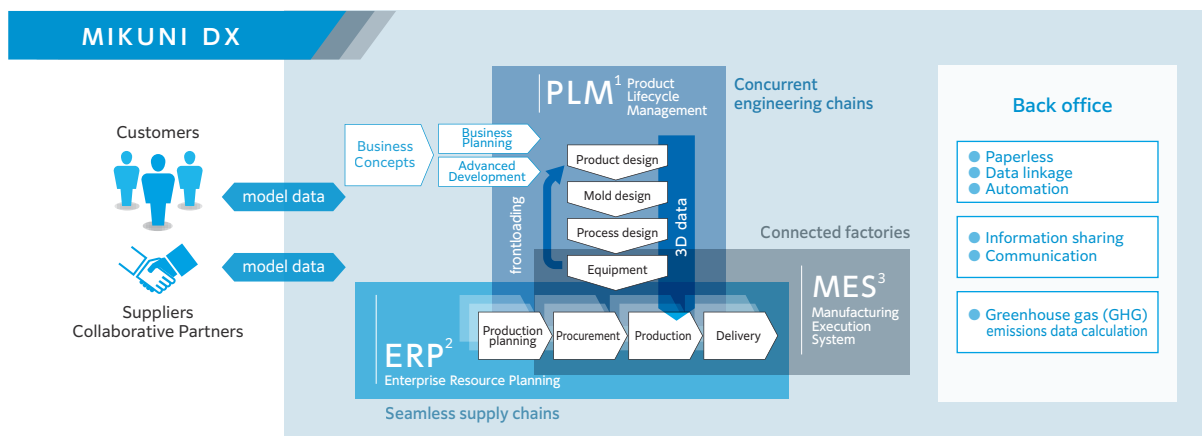 MIKUNI DX
Customers
model data
model data
Suppliers
Collaborative Partners
Business
Concepts
Business
Planning
Advanced
Development
PLM1 Product
Lifecycle
Management
Concurrent
engineering chains
Product design
Mold design
Process design
Equipment
frontloading
3D data
Connected factories
MES3
Manufacturing
Execution
System
Production
planning
Procurement
Production
Delivery
ERP2
Enterprise Resource Planning
Seamless supply chains
Back office
Paperless
Data linkage
Automation
Information sharing
Communication
Greenhouse gas (GHG)
emissions data calculation